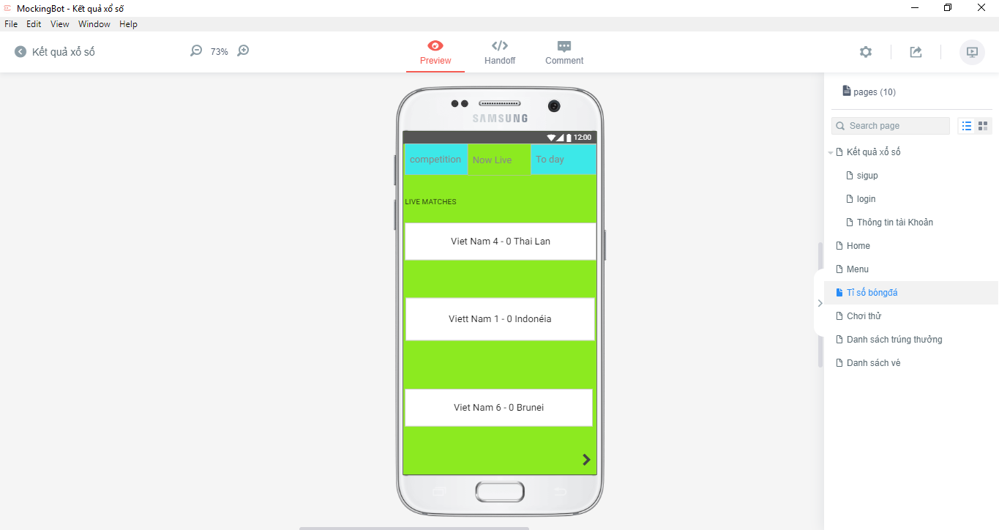 MockingBot - Kết quả xổ số
File Edit View Window Help
Kết quả xổ số
73%
Preview
Handoff
Comment
SAMSUNG
12:00
competition
Now Live
To day
LIVE MATCHES
Viet Nam 4 - 0 Thai Lan
Viett Nam 1 - 0 Indonéia
Viet Nam 6 - 0 Brunei
pages (10)
Search page
Kết quả xổ số
sigup
login
Thông tin tài Khoản
Home
Menu
Tỉ số bóngđá
Chơi thử
Danh sách trúng thưởng
Danh sách vé